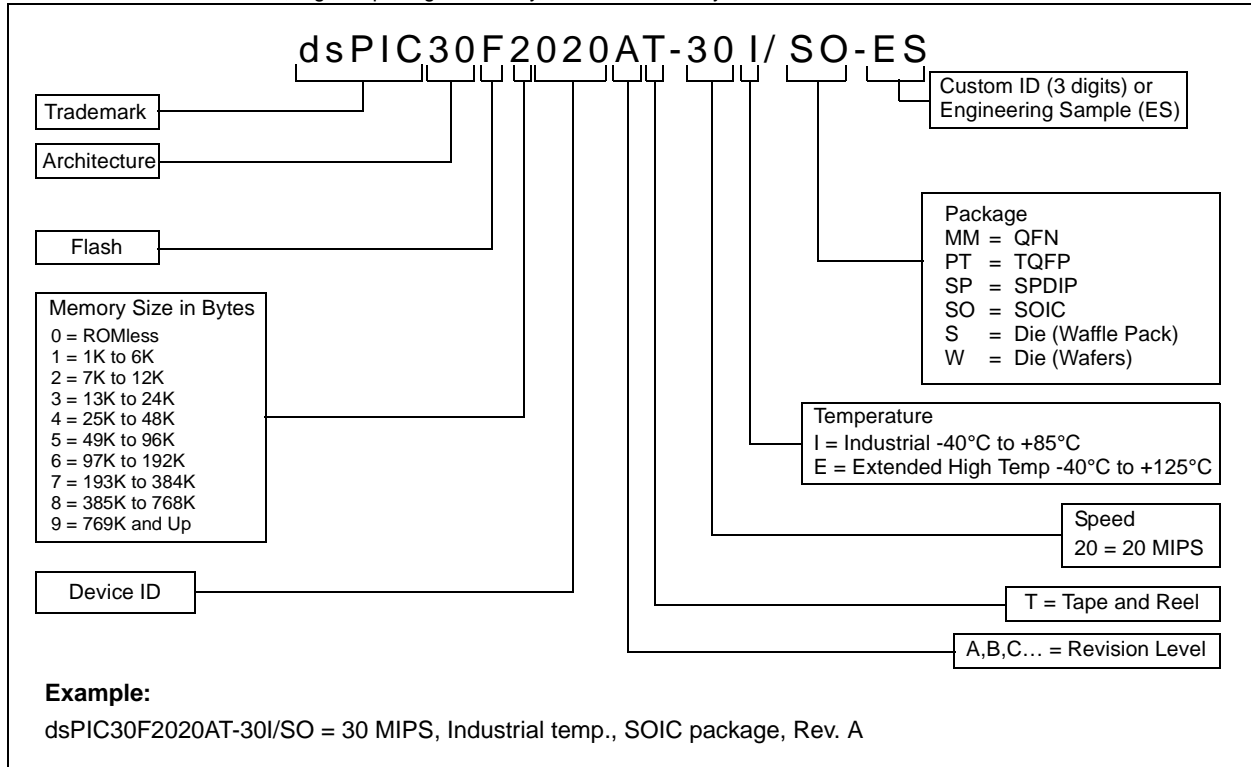 dsPIC30F2020AT-30I/SO-ES
Trademark
Architecture
Flash
Memory Size in Bytes
0 = ROMless
1 = 1K to 6K
2 = 7K to 12K
3 = 13K to 24K
4 = 25K to 48K
5 = 49K to 96K
6 = 97K to 192K
7 = 193K to 384K
8 = 385K to 768K
9 = 769K and Up
Device ID
Custom ID (3 digits) or
Engineering Sample (ES)
Package
MM = QFN
PT = TQFP
SP = SPDIP
SO = SOIC
S = Die (Waffle Pack)
W = Die (Wafers)
Temperature
I = Industrial -40°C to +85°C
E = Extended High Temp -40°C to +125°C
Speed
20 = 20 MIPS
T = Tape and Reel
A,B,C… = Revision Level
Example:
dsPIC30F2020AT-30I/SO = 30 MIPS, Industrial temp., SOIC package, Rev. A